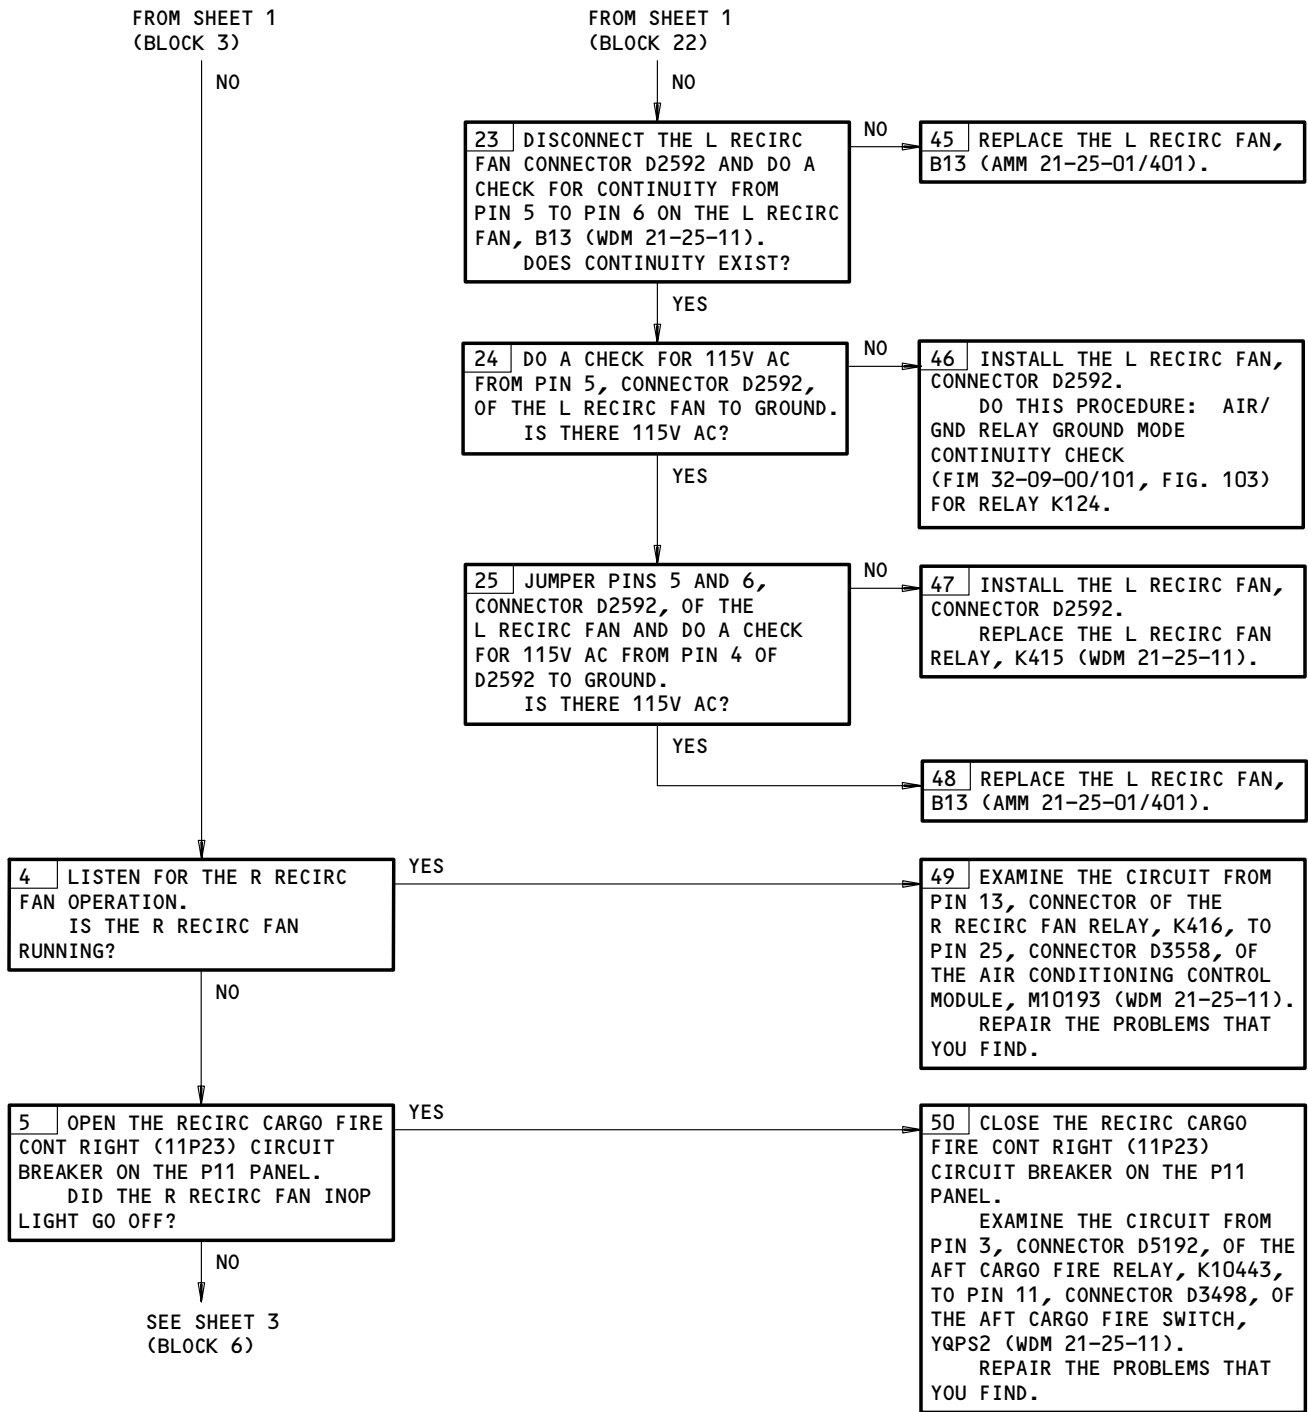 FROM SHEET 1
(BLOCK 3)
NO
FROM SHEET 1
(BLOCK 22)
NO
23 DISCONNECT THE L RECIRC
FAN CONNECTOR D2592 AND DO A
CHECK FOR CONTINUITY FROM
PIN 5 TO PIN 6 ON THE L RECIRC
FAN, B13 (WDM 21-25-11).
DOES CONTINUITY EXIST?
NO
45 REPLACE THE L RECIRC FAN,
B13 (AMM 21-25-01/401).
YES
24 DO A CHECK FOR 115V AC
FROM PIN 5, CONNECTOR D2592,
OF THE L RECIRC FAN TO GROUND.
IS THERE 115V AC?
NO
46 INSTALL THE L RECIRC FAN,
CONNECTOR D2592.
DO THIS PROCEDURE: AIR/
GND RELAY GROUND MODE
CONTINUITY CHECK
(FIM 32-09-00/101, FIG. 103)
FOR RELAY K124.
YES
25 JUMPER PINS 5 AND 6,
CONNECTOR D2592, OF THE
L RECIRC FAN AND DO A CHECK
FOR 115V AC FROM PIN 4 OF
D2592 TO GROUND.
IS THERE 115V AC?
NO
47 INSTALL THE L RECIRC FAN,
CONNECTOR D2592.
REPLACE THE L RECIRC FAN
RELAY, K415 (WDM 21-25-11).
YES
48 REPLACE THE L RECIRC FAN,
B13 (AMM 21-25-01/401).
4 LISTEN FOR THE R RECIRC
FAN OPERATION.
IS THE R RECIRC FAN
RUNNING?
YES
49 EXAMINE THE CIRCUIT FROM
PIN 13, CONNECTOR OF THE
R RECIRC FAN RELAY, K416, TO
PIN 25, CONNECTOR D3558, OF
THE AIR CONDITIONING CONTROL
MODULE, M10193 (WDM 21-25-11).
REPAIR THE PROBLEMS THAT
YOU FIND.
NO
5 OPEN THE RECIRC CARGO FIRE
CONT RIGHT (11P23) CIRCUIT
BREAKER ON THE P11 PANEL.
DID THE R RECIRC FAN INOP
LIGHT GO OFF?
YES
50 CLOSE THE RECIRC CARGO
FIRE CONT RIGHT (11P23)
CIRCUIT BREAKER ON THE P11
PANEL.
EXAMINE THE CIRCUIT FROM
PIN 3, CONNECTOR D5192, OF THE
AFT CARGO FIRE RELAY, K10443,
TO PIN 11, CONNECTOR D3498, OF
THE AFT CARGO FIRE SWITCH,
YQPS2 (WDM 21-25-11).
REPAIR THE PROBLEMS THAT
YOU FIND.
NO
SEE SHEET 3
(BLOCK 6)